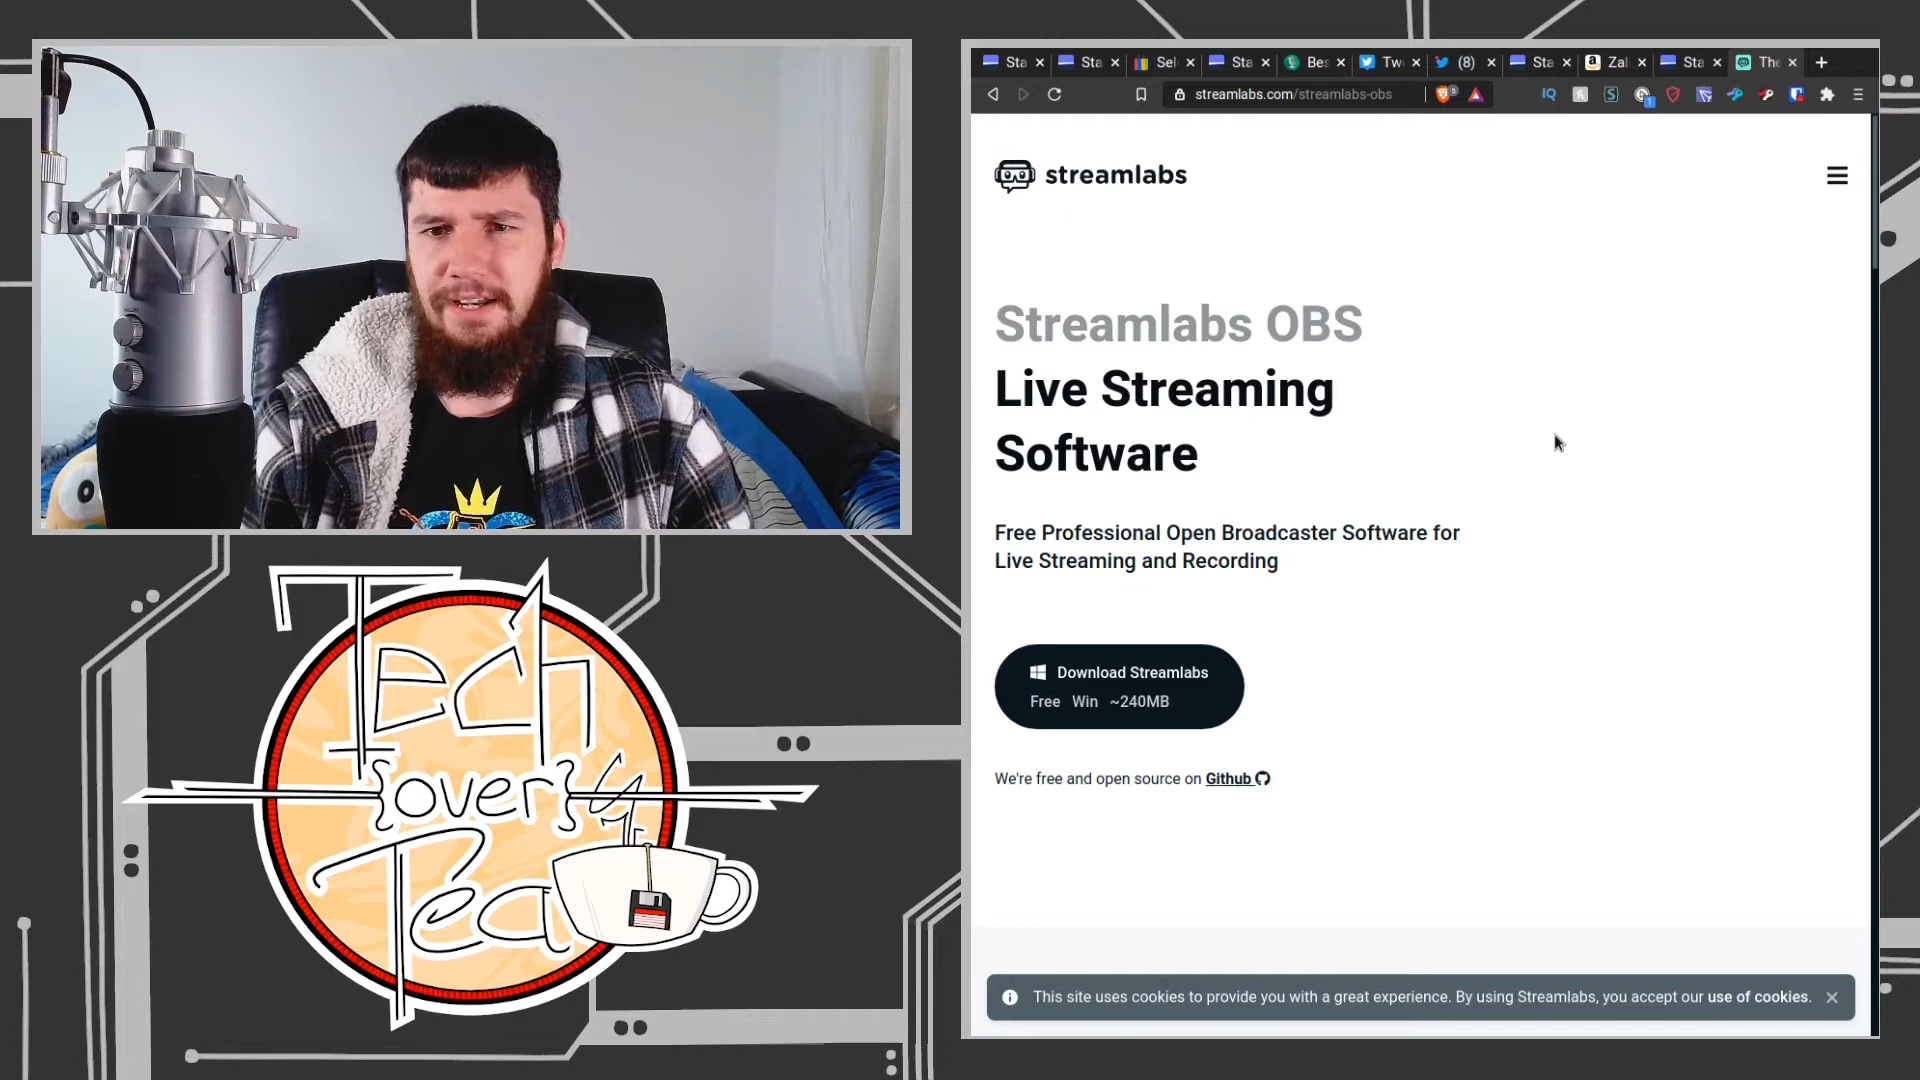 Sta
Sta
Sel
Sta
Bes
Tw
(8)
Sta
Zal
Sta
The
streamlabs.com/streamlabs-obs
streamlabs
Streamlabs OBS
Live Streaming
Software
Free Professional Open Broadcaster Software for
Live Streaming and Recording
Download Streamlabs
Free Win ~240MB
We're free and open source on Github
This site uses cookies to provide you with a great experience. By using Streamlabs, you accept our use of cookies.
Tech
{over}
Tea